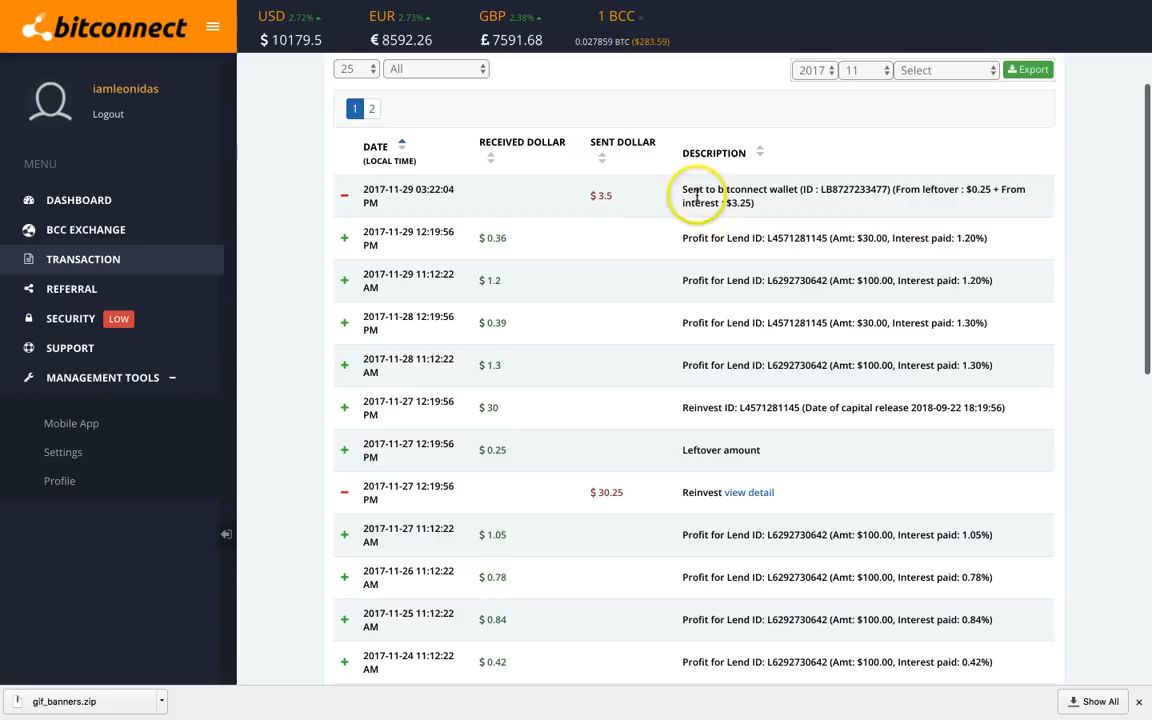 bitconnect
USD 2.72%
$ 10179.5
EUR 2.73%
€ 8592.26
GBP 2.38%
£ 7591.68
1 BCC =
0.027859 BTC ($283.59)
iamleonidas
Logout
MENU
DASHBOARD
BCC EXCHANGE
TRANSACTION
REFERRAL
SECURITY LOW
SUPPORT
MANAGEMENT TOOLS −
Mobile App
Settings
Profile
25 All 2017 11 Select Export
1 2
DATE
(LOCAL TIME)
RECEIVED DOLLAR
SENT DOLLAR
DESCRIPTION
− 2017-11-29 03:22:04
PM
$ 3.5
Sent to bitconnect wallet (ID : LB8727233477) (From leftover : $0.25 + From
interest : $3.25)
+ 2017-11-29 12:19:56
PM
$ 0.36
Profit for Lend ID: L4571281145 (Amt: $30.00, Interest paid: 1.20%)
+ 2017-11-29 11:12:22
AM
$ 1.2
Profit for Lend ID: L6292730642 (Amt: $100.00, Interest paid: 1.20%)
+ 2017-11-28 12:19:56
PM
$ 0.39
Profit for Lend ID: L4571281145 (Amt: $30.00, Interest paid: 1.30%)
+ 2017-11-28 11:12:22
AM
$ 1.3
Profit for Lend ID: L6292730642 (Amt: $100.00, Interest paid: 1.30%)
+ 2017-11-27 12:19:56
PM
$ 30
Reinvest ID: L4571281145 (Date of capital release 2018-09-22 18:19:56)
+ 2017-11-27 12:19:56
PM
$ 0.25
Leftover amount
− 2017-11-27 12:19:56
PM
$ 30.25
Reinvest view detail
+ 2017-11-27 11:12:22
AM
$ 1.05
Profit for Lend ID: L6292730642 (Amt: $100.00, Interest paid: 1.05%)
+ 2017-11-26 11:12:22
AM
$ 0.78
Profit for Lend ID: L6292730642 (Amt: $100.00, Interest paid: 0.78%)
+ 2017-11-25 11:12:22
AM
$ 0.84
Profit for Lend ID: L6292730642 (Amt: $100.00, Interest paid: 0.84%)
+ 2017-11-24 11:12:22
AM
$ 0.42
Profit for Lend ID: L6292730642 (Amt: $100.00, Interest paid: 0.42%)
gif_banners.zip
Show All ×